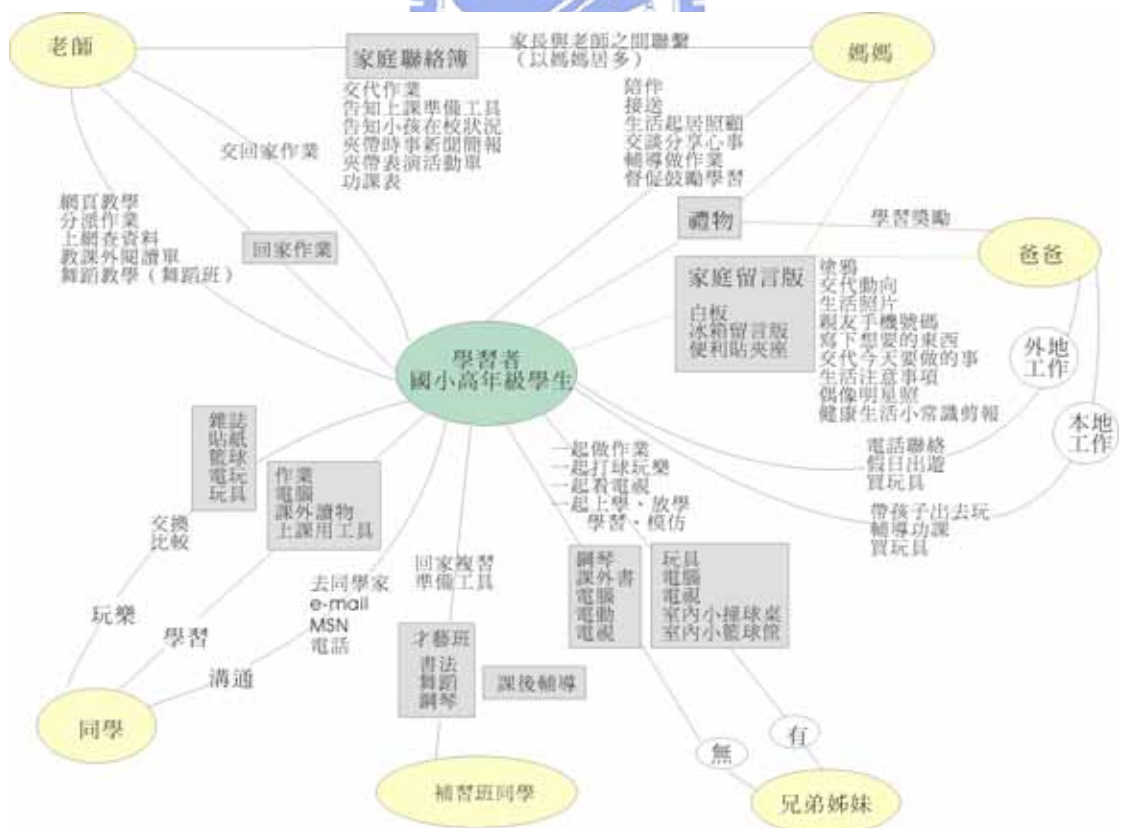 老師
家庭聯絡簿
家長與老師之間聯繫
（以媽媽居多）
媽媽
交代作業
告知上課準備工具
告知小孩在校狀況
夾帶時事新聞簡報
夾帶表演活動單
功課表
陪伴
接送
生活起居照顧
交談分享心事
輔導做作業
督促鼓勵學習
交回家作業
網頁教學
分派作業
上網查資料
教課外閱讀單
舞蹈教學（舞蹈班）
回家作業
禮物
學習獎勵
爸爸
家庭留言版
白板
冰箱留言版
便利貼夾座
塗鴉
交代動向
生活照片
親友手機號碼
寫下想要的東西
交代今天要做的事
生活注意事項
偶像明星照
健康生活小常識剪報
外地
工作
本地
工作
學習者
國小高年級學生
電話聯絡
假日出遊
買玩具
帶孩子出去玩
輔導功課
買玩具
雜誌
貼紙
籃球
電玩
玩具
作業
電腦
課外讀物
上課用工具
交換
比較
玩樂
學習
溝通
同學
去同學家
e-mail
MSN
電話
回家複習
準備工具
才藝班
書法
舞蹈
鋼琴
課後輔導
補習班同學
一起做作業
一起打球玩樂
一起看電視
一起上學、放學
學習、模仿
鋼琴
課外書
電腦
電動
電視
玩具
電腦
電視
室內小撞球桌
室內小籃球館
無
有
兄弟姊妹